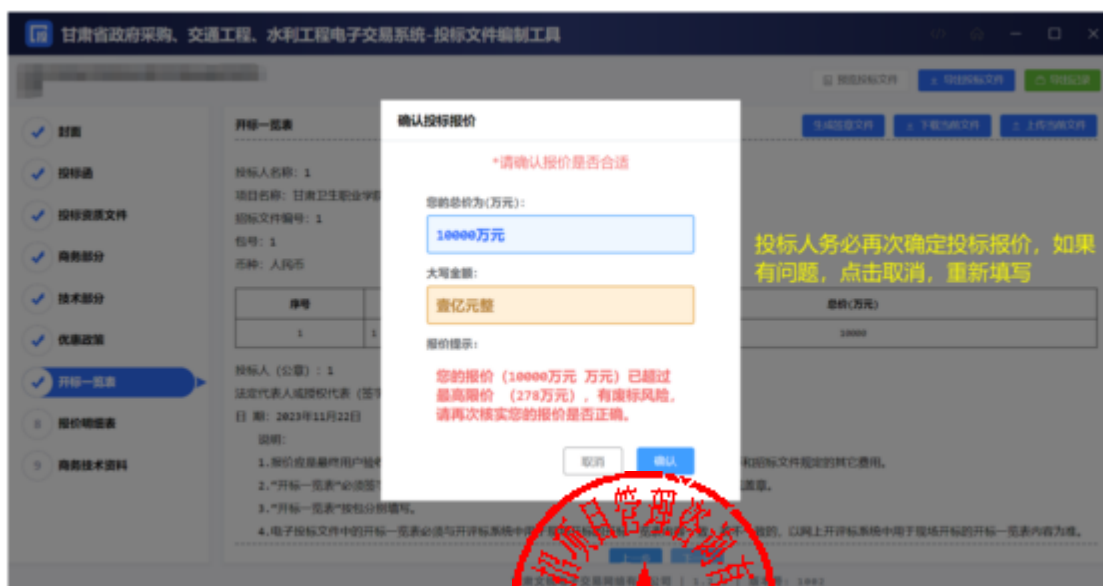 甘肃省政府采购、交通工程、水利工程电子交易系统-投标文件编制工具
预览投标文件
导出投标文件
导出记录
封面
投标函
投标资质文件
商务部分
技术部分
优惠政策
开标一览表
8 报价明细表
9 商务技术资料
开标一览表
生成签章文件
下载当前文件
上传当前文件
投标人名称: 1
项目名称: 甘肃卫生职业学院
招标文件编号: 1
包号: 1
币种: 人民币
序号
总价(万元)
1
1
10000
投标人 (公章) : 1
法定代表人或授权代表 (签字
日 期: 2023年11月22日
说明:
1.报价应是最终用户验收
和招标文件规定的其它费用。
2."开标一览表"必须签
盖章。
3."开标一览表"按包分别填写。
4.电子投标文件中的开标一览表必须与开评标系统中用
致的, 以网上开评标系统中用于现场开标的开标一览表内容为准。
确认投标报价
*请确认报价是否合适
您的总价为(万元):
10000万元
大写金额:
壹亿元整
报价提示:
您的报价 (10000万元 万元) 已超过
最高限价 (278万元) , 有废标风险,
请再次核实您的报价是否正确。
取消
确认
投标人务必再次确定投标报价, 如果
有问题, 点击取消, 重新填写
上一步
项目管理咨询有